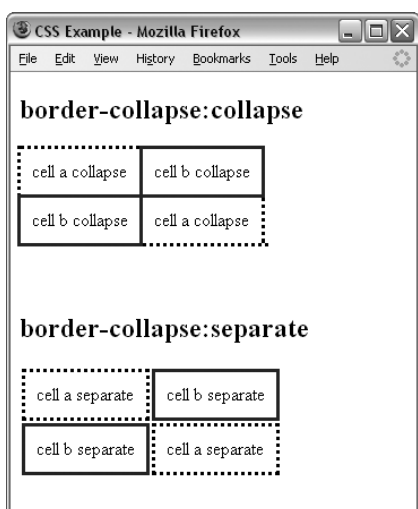 CSS Example - Mozilla Firefox
File Edit View History Bookmarks Tools Help
border-collapse:collapse
cell a collapse cell b collapse
cell b collapse cell a collapse
border-collapse:separate
cell a separate cell b separate
cell b separate cell a separate